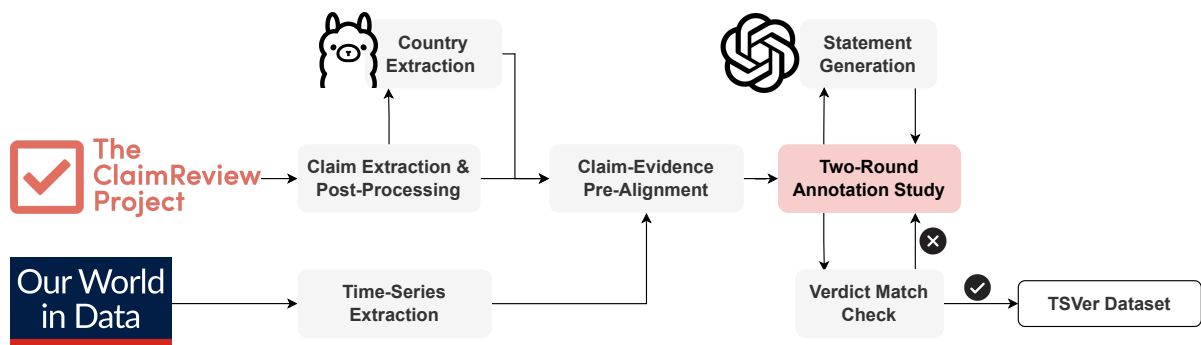 Country
Extraction
Statement
Generation
The
ClaimReview
Project
Claim Extraction &
Post-Processing
Claim-Evidence
Pre-Alignment
Two-Round
Annotation Study
Our World
in Data
Time-Series
Extraction
Verdict Match
Check
TSVer Dataset